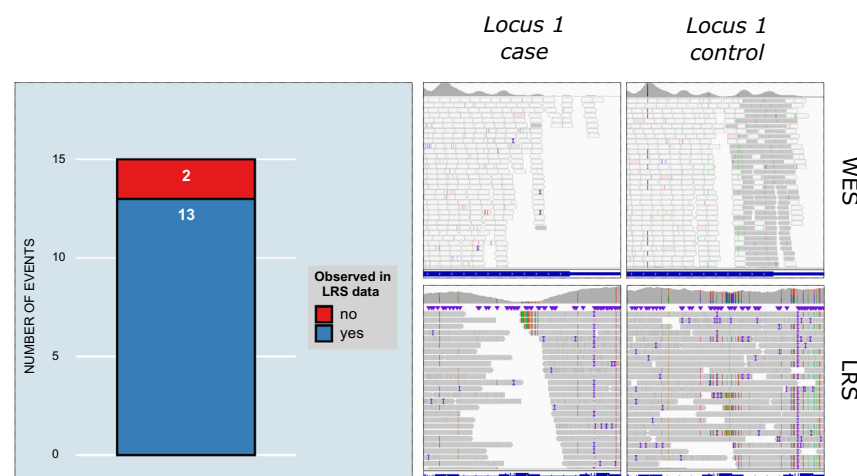 Locus 1
case
Locus 1
control
15
10
5
0
NUMBER OF EVENTS
2
13
Observed in
LRS data
no
yes
WES
LRS